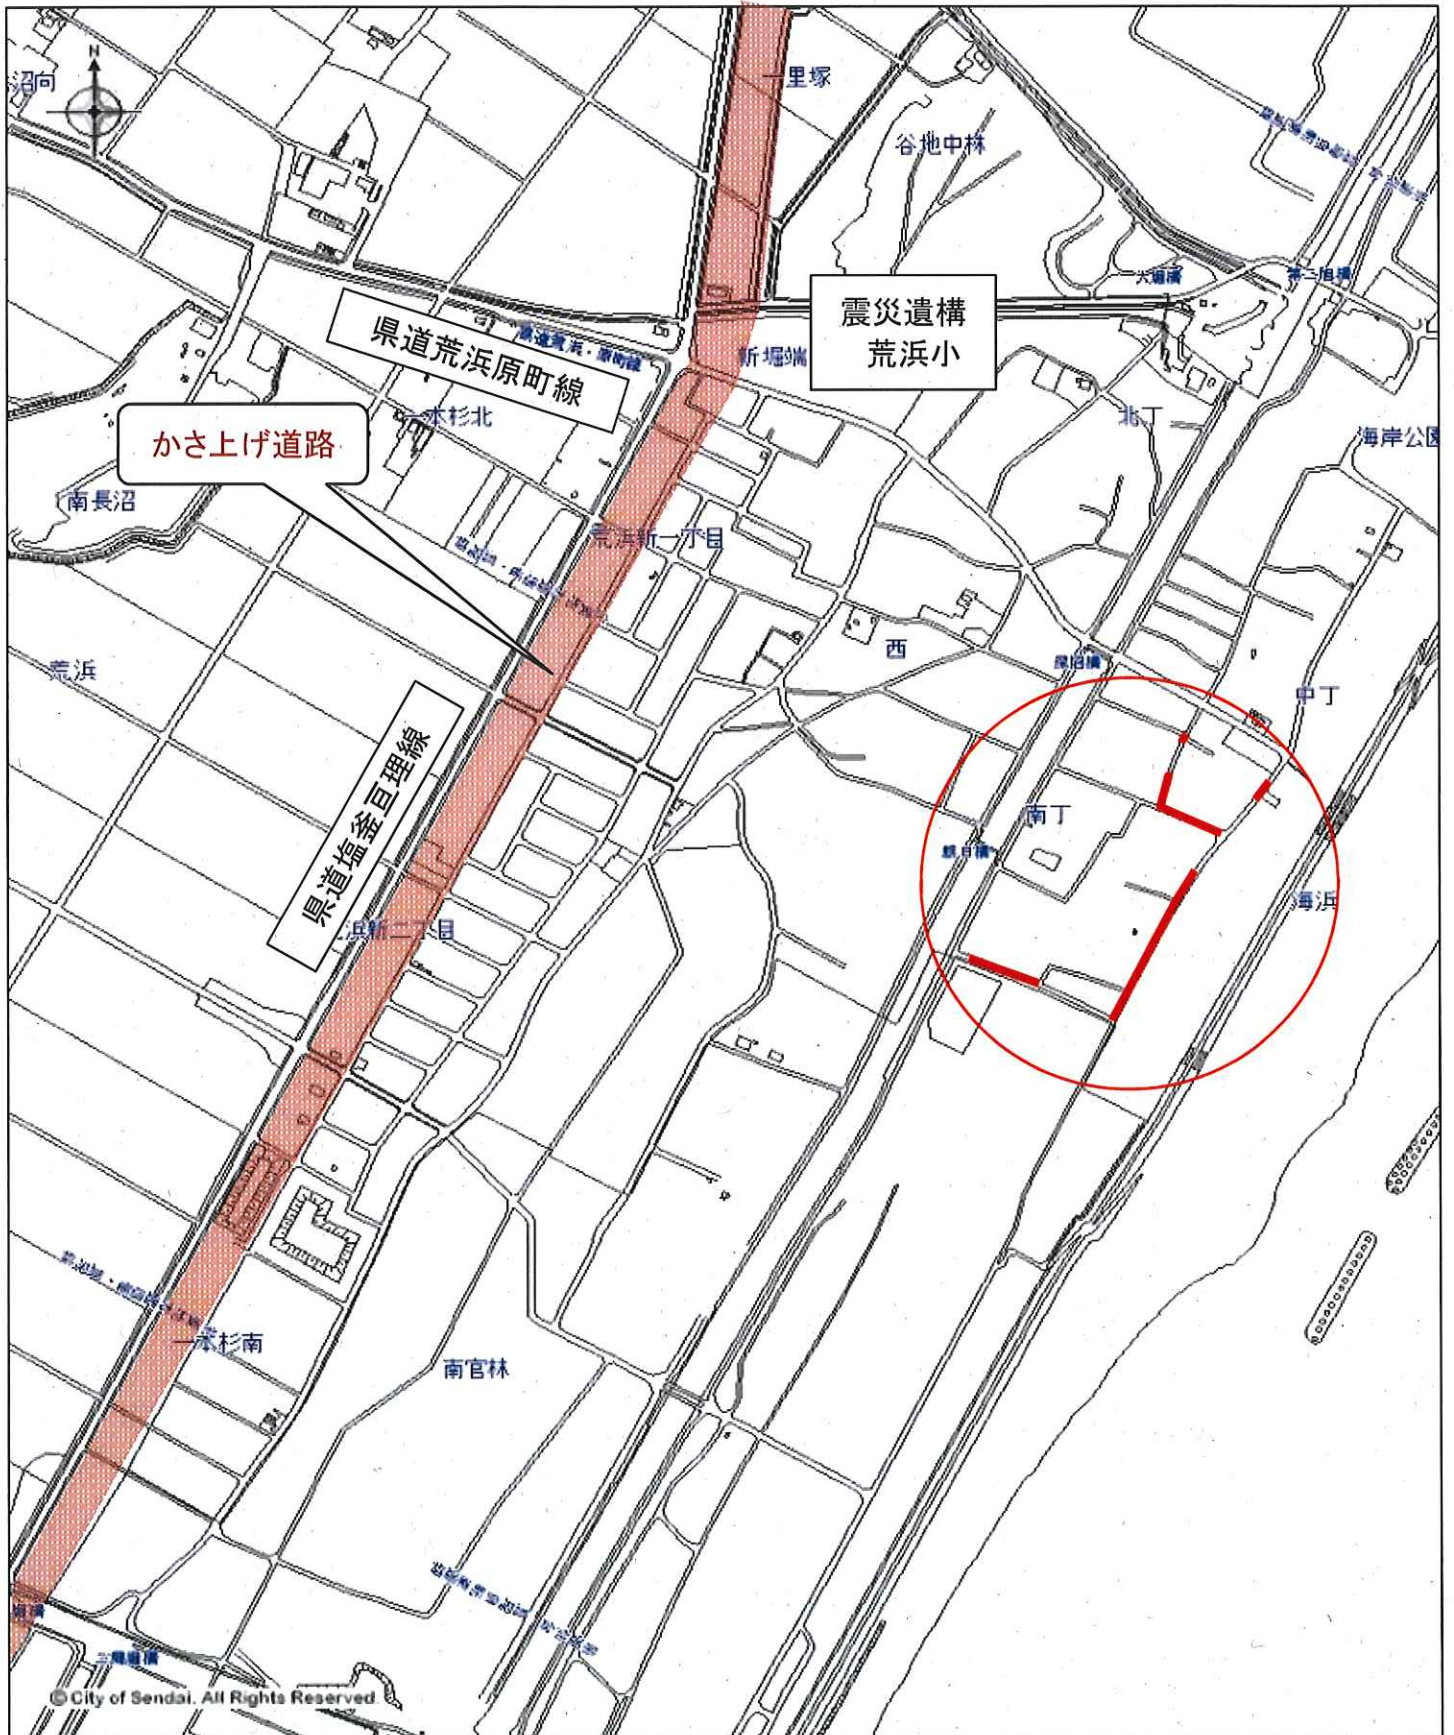 N
沼向
一里塚
谷地中林
大堀橋
震災遺構
荒浜小
県道荒浜原町線
新堀端
一本杉北
北丁
かさ上げ道路
海岸公園
南長沼
荒浜新一丁目
西
荒浜
中丁
県道塩釜亘理線
南丁
海浜
浜新二丁目
一本杉南
南官林
© City of Sendai. All Rights Reserved.